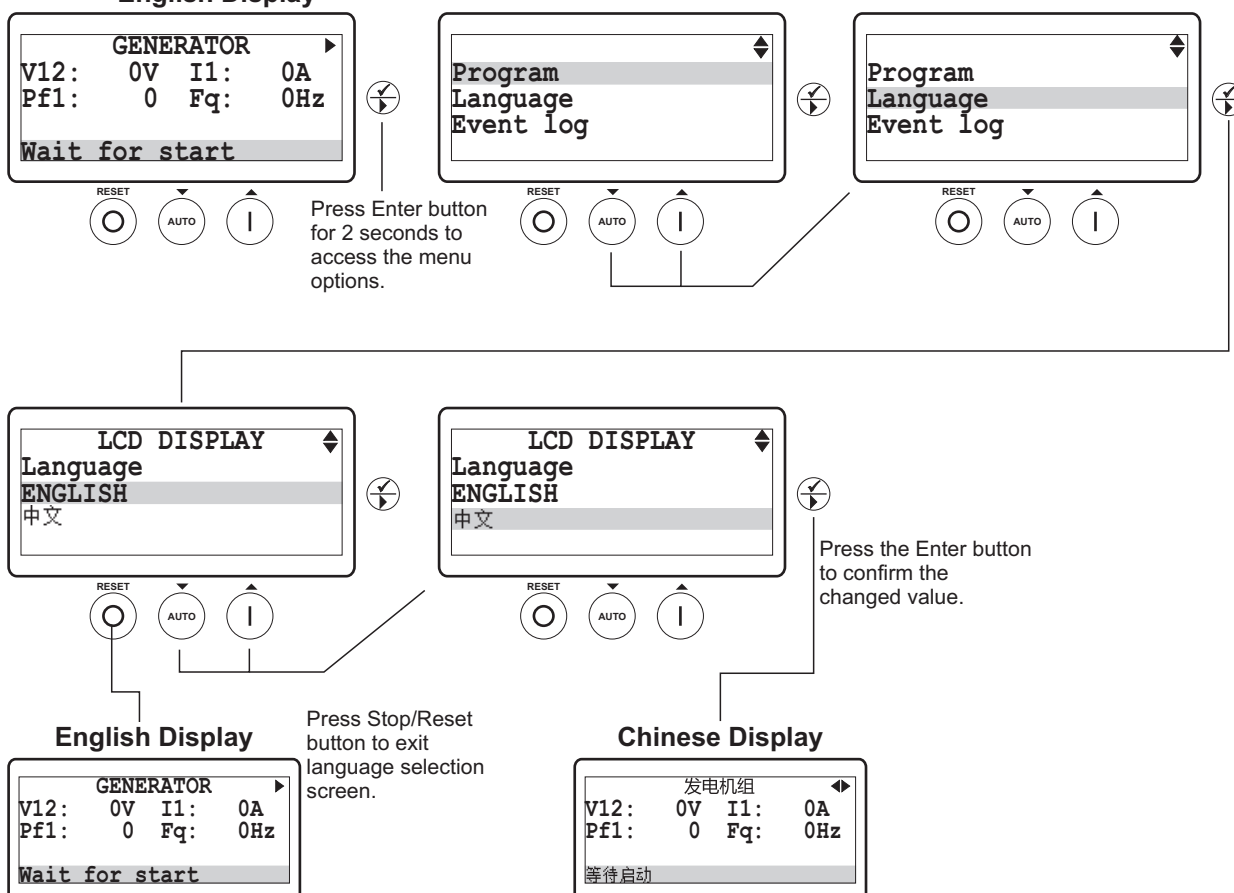 English Display
GENERATOR
V12: 0V I1: 0A
Pf1: 0 Fq: 0Hz
Wait for start
RESET
AUTO
Press Enter button
for 2 seconds to
access the menu
options.
Program
Language
Event log
RESET
AUTO
Program
Language
Event log
RESET
AUTO
LCD DISPLAY
Language
ENGLISH
中文
RESET
AUTO
LCD DISPLAY
Language
ENGLISH
中文
RESET
AUTO
Press the Enter button
to confirm the
changed value.
Press Stop/Reset
button to exit
language selection
screen.
English Display
GENERATOR
V12: 0V I1: 0A
Pf1: 0 Fq: 0Hz
Wait for start
Chinese Display
发电机组
V12: 0V I1: 0A
Pf1: 0 Fq: 0Hz
等待启动